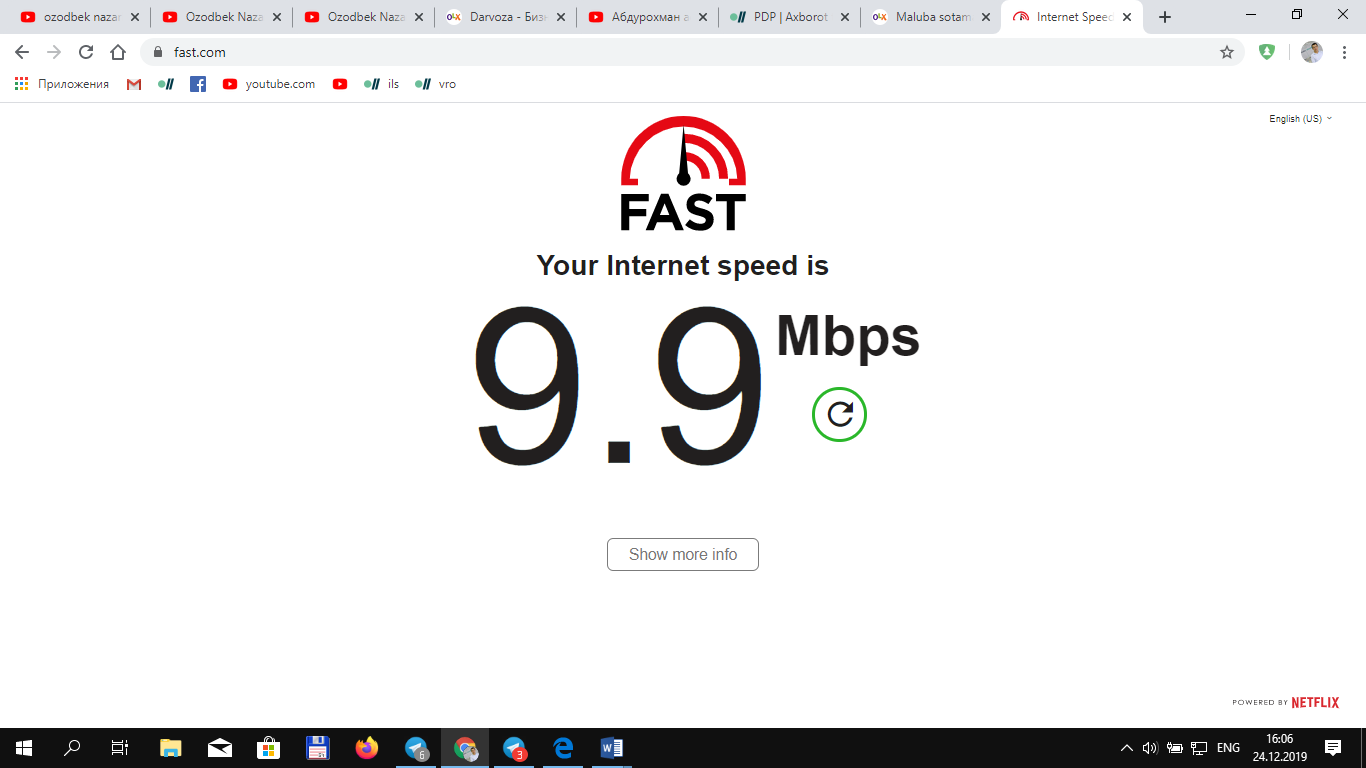 ozodbek nazar
Ozodbek Naza
Ozodbek Naza
Darvoza - Бизн
Абдурохман а
PDP | Axborot
Maluba sotam
Internet Speed
fast.com
Приложения
youtube.com
ils
vro
English (US)
FAST
Your Internet speed is
9.9 Mbps
Show more info
POWERED BY NETFLIX
6
3
ENG
16:06
24.12.2019